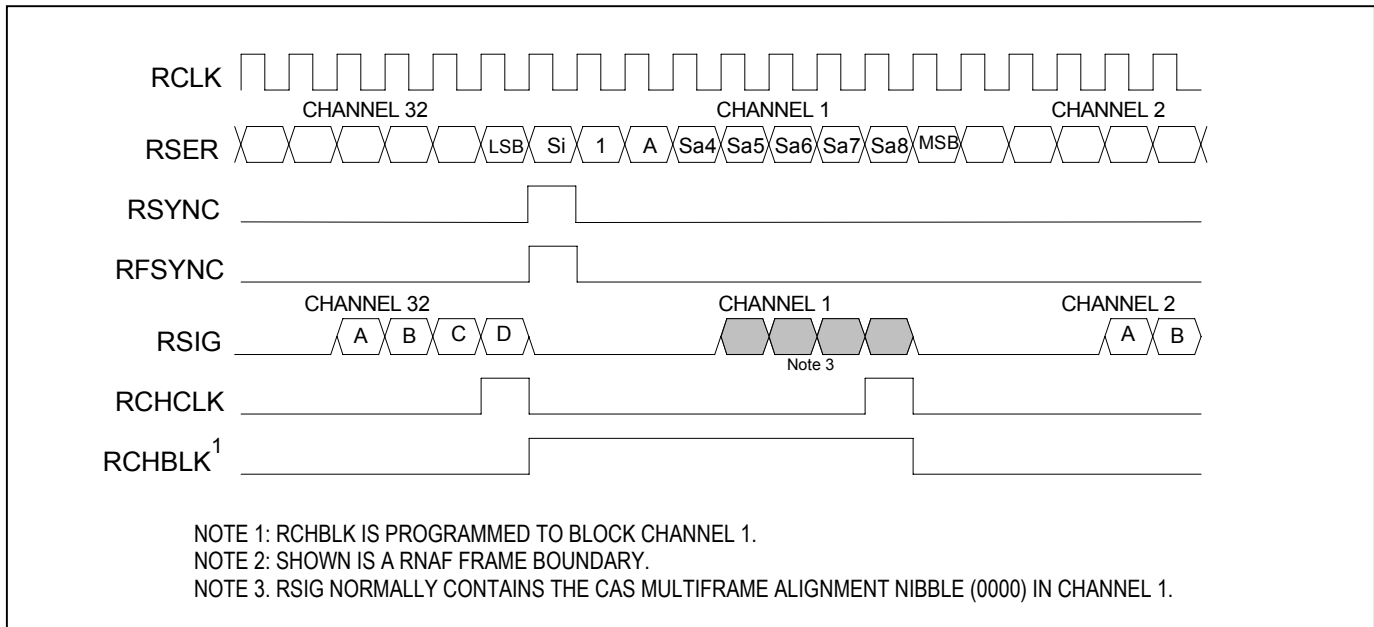 RCLK
CHANNEL 32 CHANNEL 1 CHANNEL 2
RSER LSB Si 1 A Sa4 Sa5 Sa6 Sa7 Sa8 MSB
RSYNC
RFSYNC
CHANNEL 32 CHANNEL 1 CHANNEL 2
RSIG A B C D A B
Note 3
RCHCLK
RCHBLK1
NOTE 1: RCHBLK IS PROGRAMMED TO BLOCK CHANNEL 1.
NOTE 2: SHOWN IS A RNAF FRAME BOUNDARY.
NOTE 3. RSIG NORMALLY CONTAINS THE CAS MULTIFRAME ALIGNMENT NIBBLE (0000) IN CHANNEL 1.